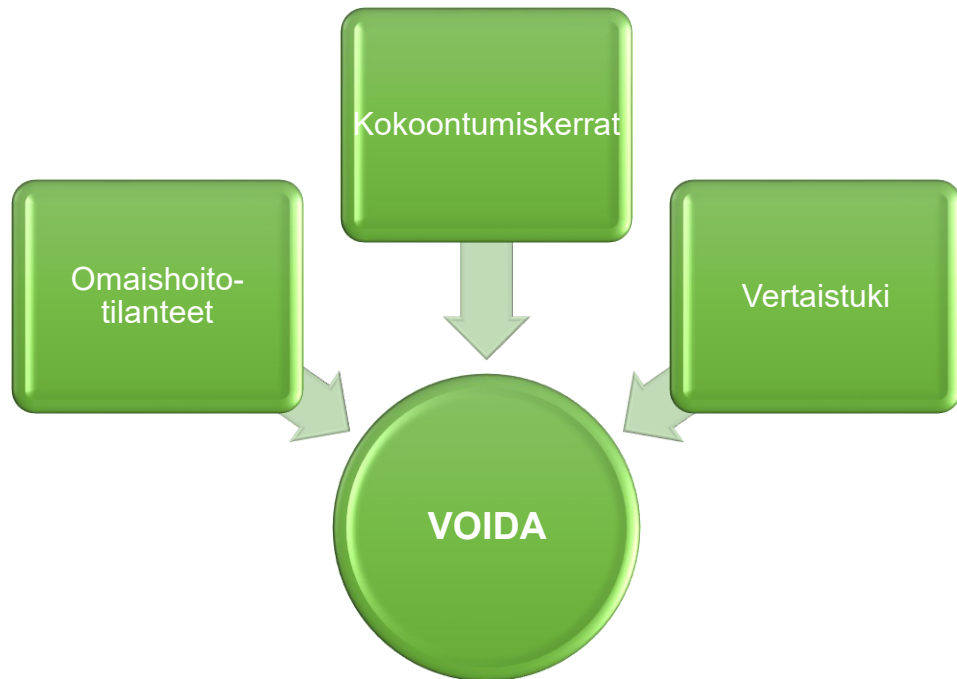 Kokoontumiskerrat
Omaishoito-
tilanteet
Vertaistuki
VOIDA